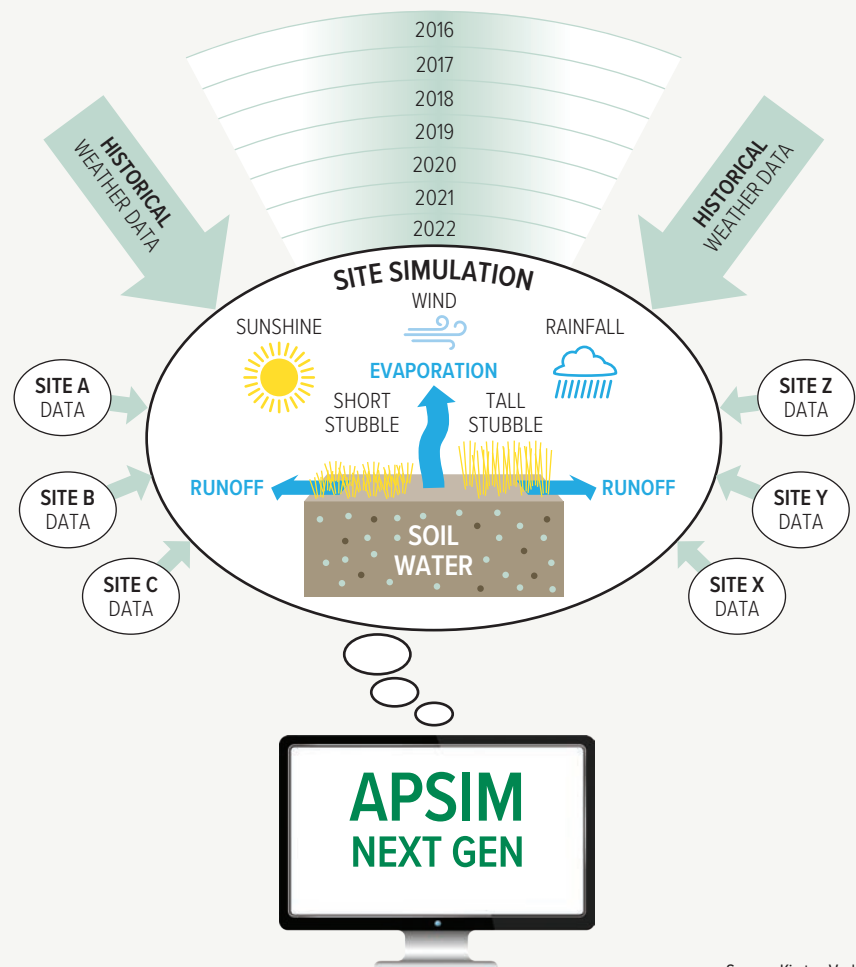 2016
2017
2018
2019
2020
2021
2022
HISTORICAL
WEATHER DATA
HISTORICAL
WEATHER DATA
SITE SIMULATION
WIND
SUNSHINE
RAINFALL
EVAPORATION
SHORT
STUBBLE
TALL
STUBBLE
RUNOFF
RUNOFF
SOIL
WATER
SITE A
DATA
SITE B
DATA
SITE C
DATA
SITE Z
DATA
SITE Y
DATA
SITE X
DATA
APSIM
NEXT GEN